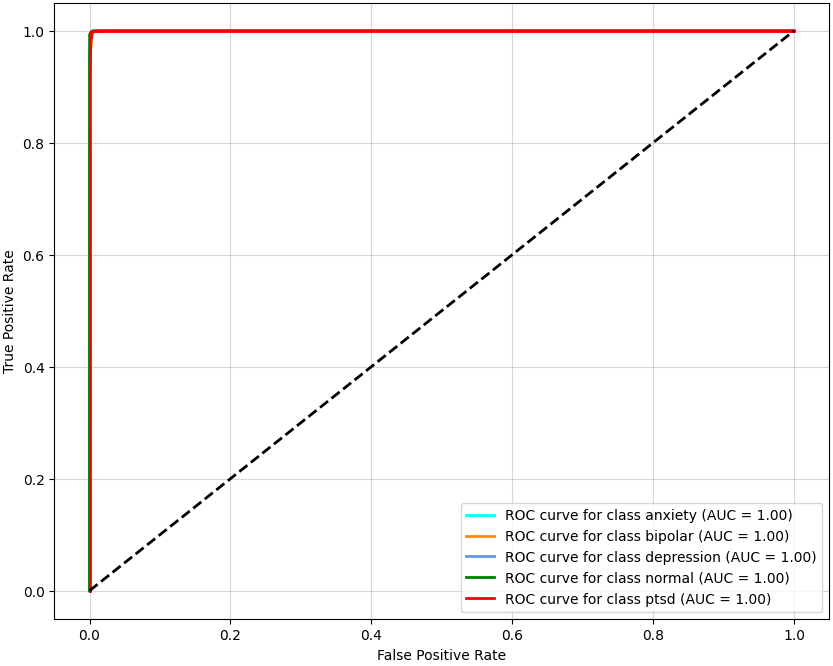 1.0
0.8
0.6
0.4
0.2
0.0
True Positive Rate
ROC curve for class anxiety (AUC = 1.00)
ROC curve for class bipolar (AUC = 1.00)
ROC curve for class depression (AUC = 1.00)
ROC curve for class normal (AUC = 1.00)
ROC curve for class ptsd (AUC = 1.00)
0.0 0.2 0.4 0.6 0.8 1.0
False Positive Rate